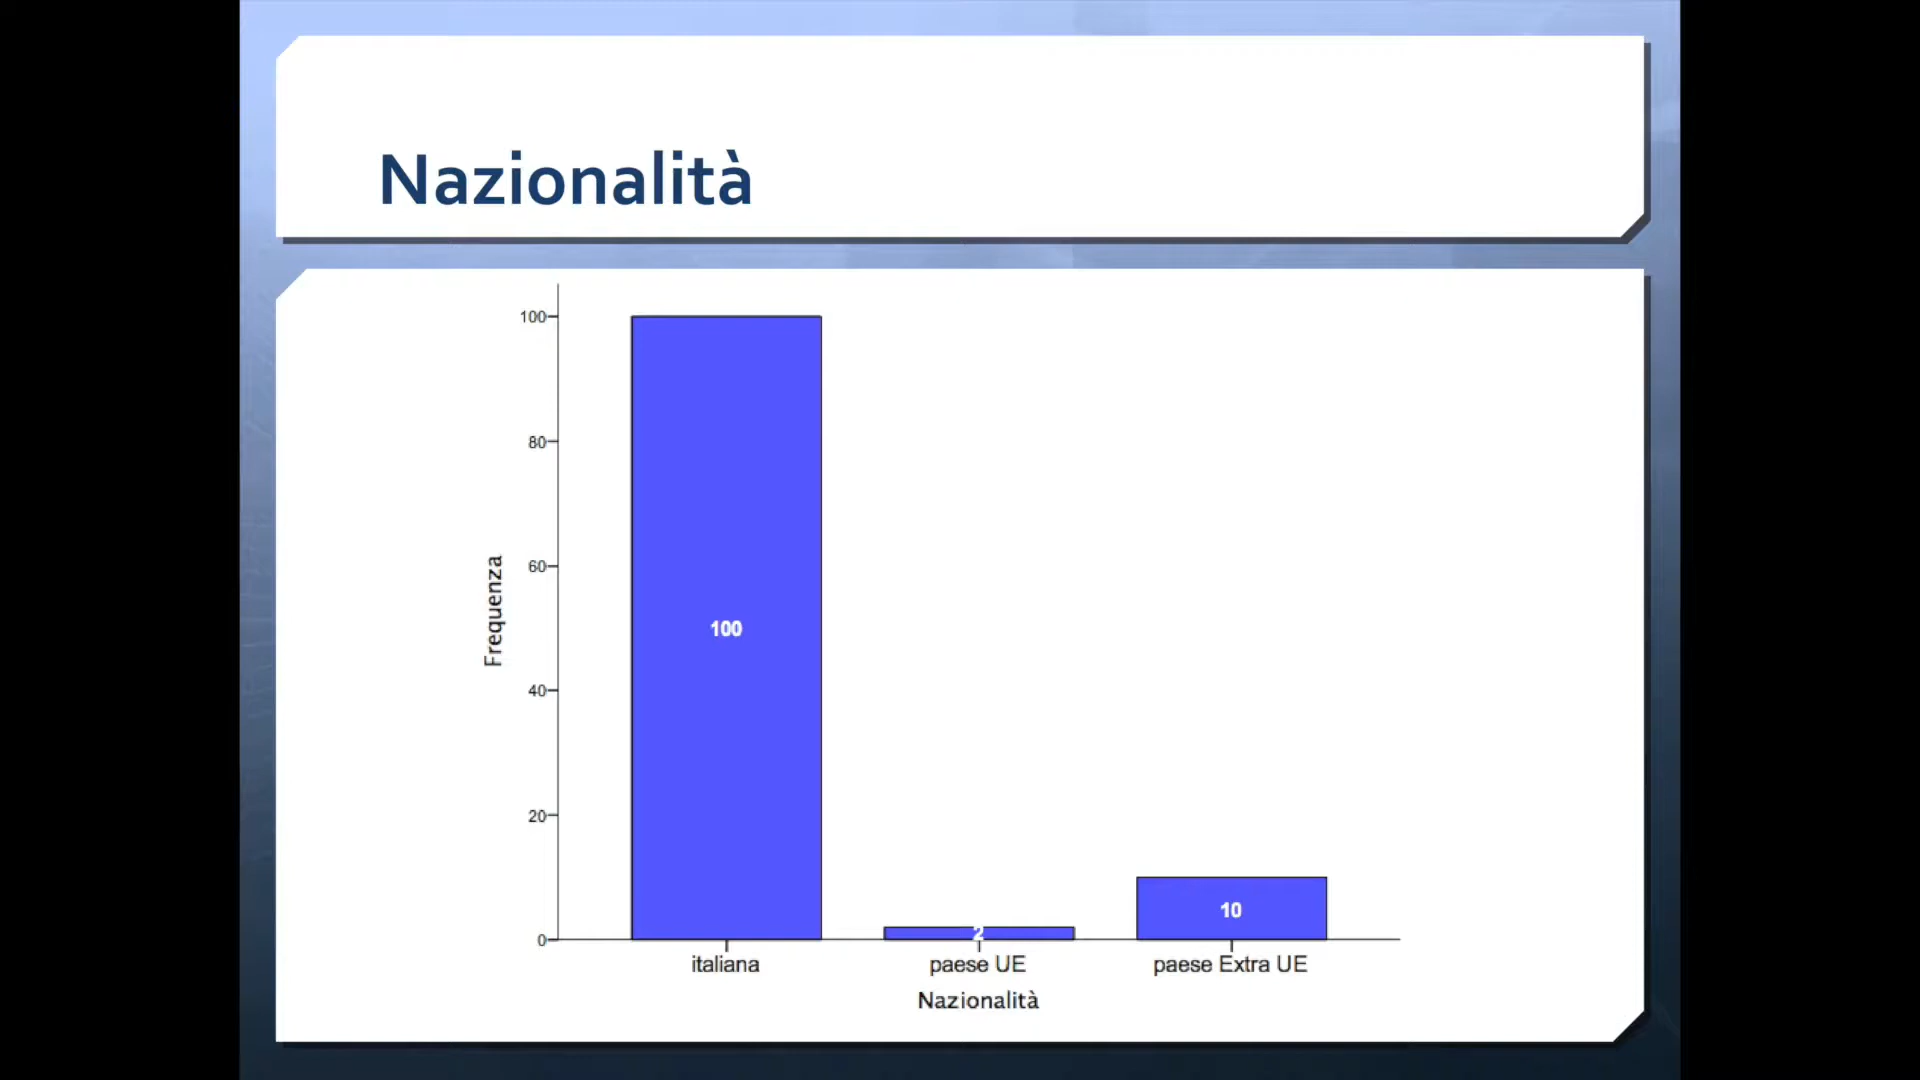 Nazionalità
100
80
60
40
20
0
Frequenza
100
2
10
italiana
paese UE
paese Extra UE
Nazionalità